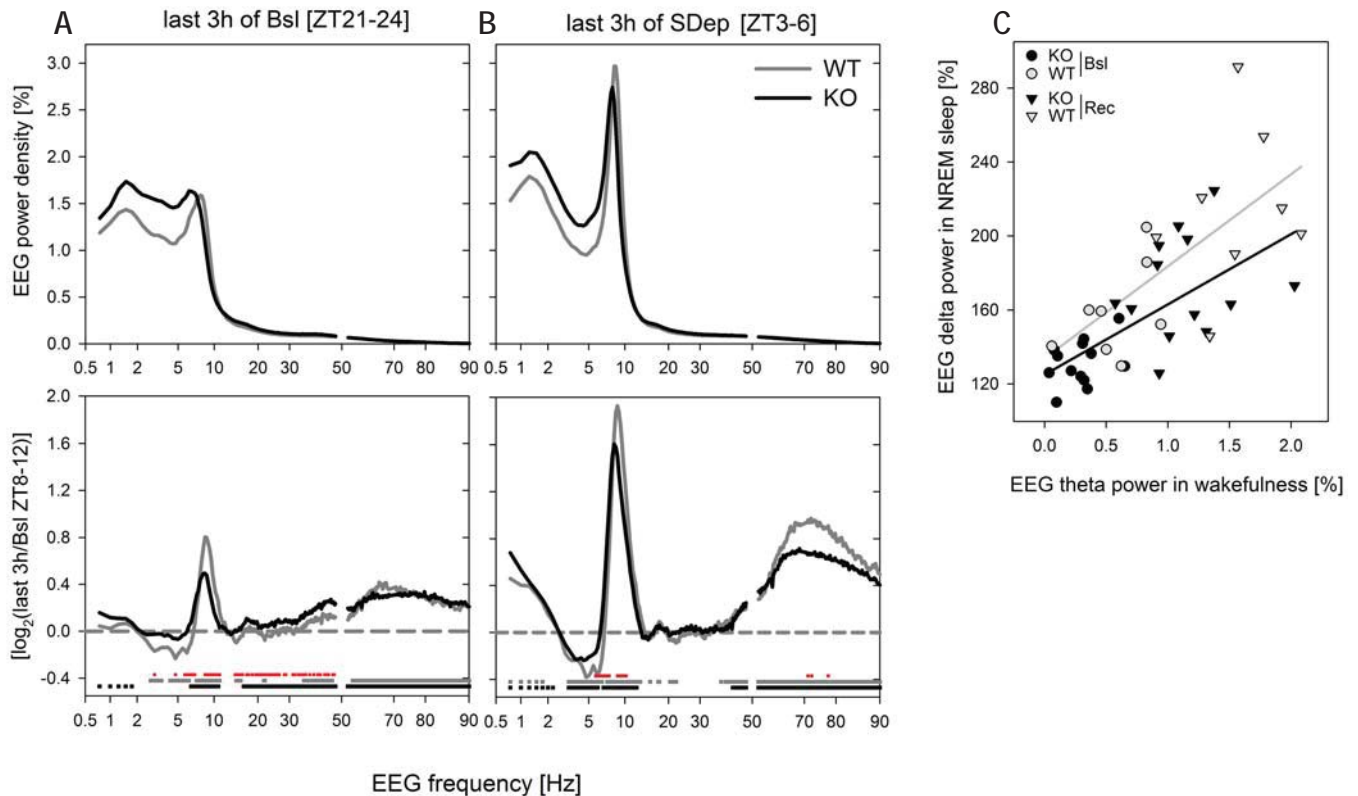 A
last 3h of Bsl [ZT21-24]
B
last 3h of SDep [ZT3-6]
C
EEG power density [%]
3.0
2.5
2.0
1.5
1.0
0.5
0.0
0.5 1 2 5 10 20 30 50 70 80 90
WT
KO
0.5 1 2 5 10 20 30 50 70 80 90
[log2(last 3h/Bsl ZT8-12)]
2.0
1.6
1.2
0.8
0.4
0.0
-0.4
0.5 1 2 5 10 20 30 50 70 80 90
0.5 1 2 5 10 20 30 50 70 80 90
EEG frequency [Hz]
EEG delta power in NREM sleep [%]
280
240
200
160
120
KO
WT
Bsl
KO
WT
Rec
0.0 0.5 1.0 1.5 2.0
EEG theta power in wakefulness [%]